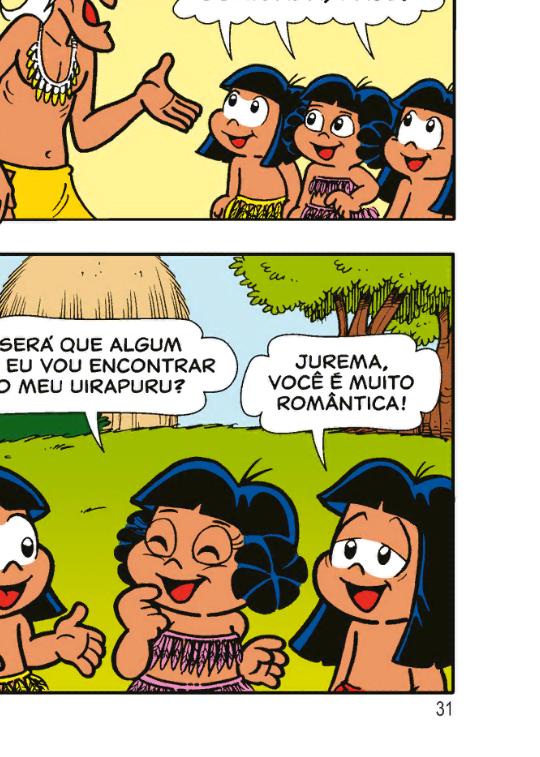 SERÁ QUE ALGUM
EU VOU ENCONTRAR
O MEU UIRAPURU?
JUREMA,
VOCÊ É MUITO
ROMÂNTICA!
31